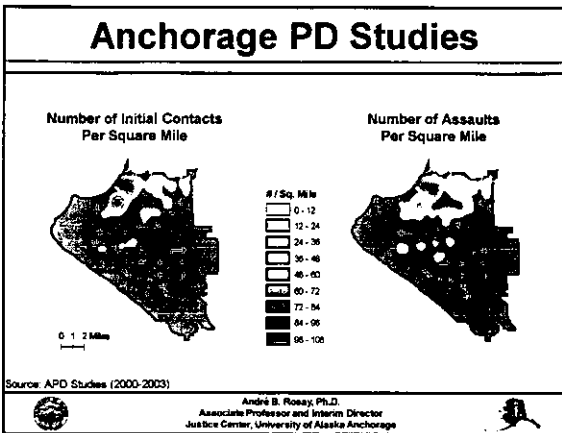 Anchorage PD Studies
Number of Initial Contacts
Per Square Mile
Number of Assaults
Per Square Mile
# / Sq. Mile
0 - 12
12 - 24
24 - 36
36 - 48
48 - 60
60 - 72
72 - 84
84 - 96
96 - 108
0 1 2 Miles
Source: APD Studies (2000-2003)
André B. Rosay, Ph.D.
Associate Professor and Interim Director
Justice Center, University of Alaska Anchorage